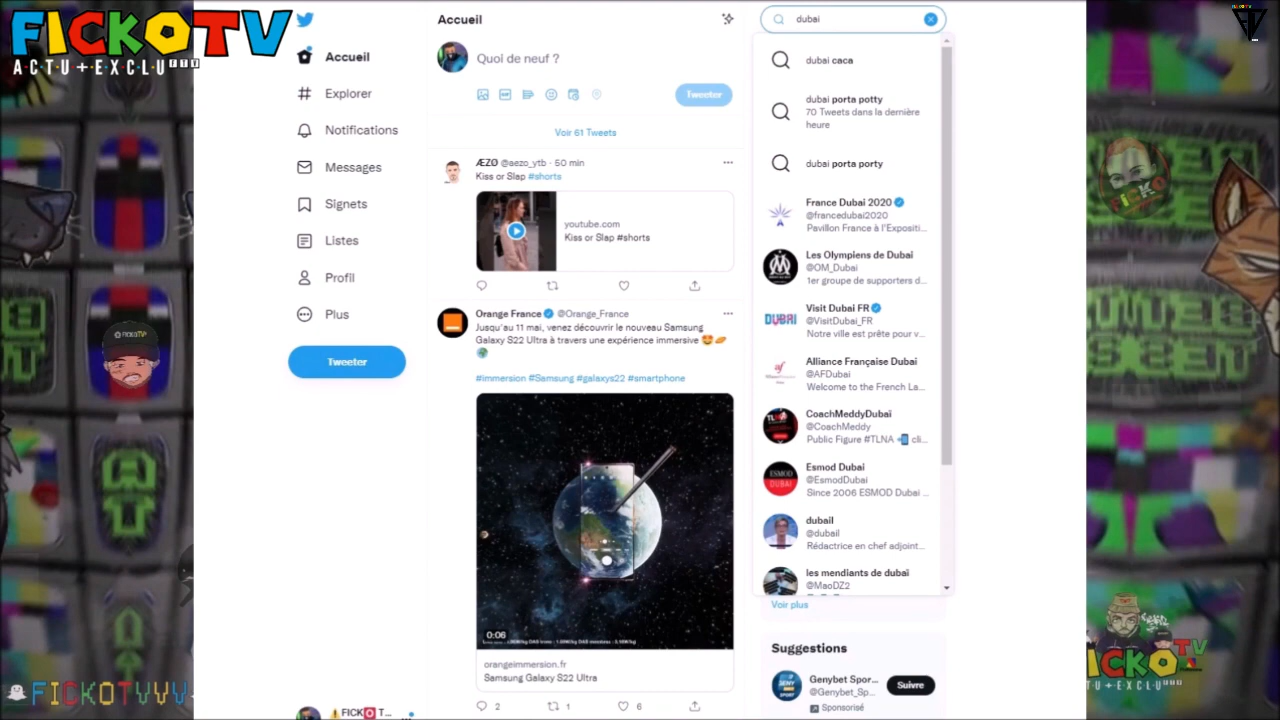 FICKOTV
ACTU+EXCLU
Accueil
Explorer
Notifications
Messages
Signets
Listes
Profil
Plus
Tweeter
FICKOTVVV
FICK
T...
Accueil
Quoi de neuf ?
Tweeter
Voir 61 Tweets
ÆZØ @aezo_ytb · 50 min
Kiss or Slap #shorts
youtube.com
Kiss or Slap #shorts
Orange France @Orange_France
Jusqu'au 11 mai, venez découvrir le nouveau Samsung
Galaxy S22 Ultra à travers une expérience immersive
#immersion #Samsung #galaxys22 #smartphone
0:06
orangeimmersion.fr
Samsung Galaxy S22 Ultra
2
1
6
dubai
dubai caca
dubai porta potty
70 Tweets dans la dernière
heure
dubai porta porty
France Dubai 2020
@francedubai2020
Pavillon France à l'Expositi...
Les Olympiens de Dubai
@OM_Dubai
1er groupe de supporters d...
Visit Dubai FR
@VisitDubai_FR
Notre ville est prête pour v...
Alliance Française Dubai
@AFDubai
Welcome to the French La...
CoachMeddyDubai
@CoachMeddy
Public Figure #TLNA cli...
Esmod Dubai
@EsmodDubai
Since 2006 ESMOD Dubai ...
dubail
@dubail
Rédactrice en chef adjoint...
les mendiants de dubaï
@MaoDZ2
Voir plus
Suggestions
Genybet Spor...
@Genybet_Sp...
Suivre
Sponsorisé